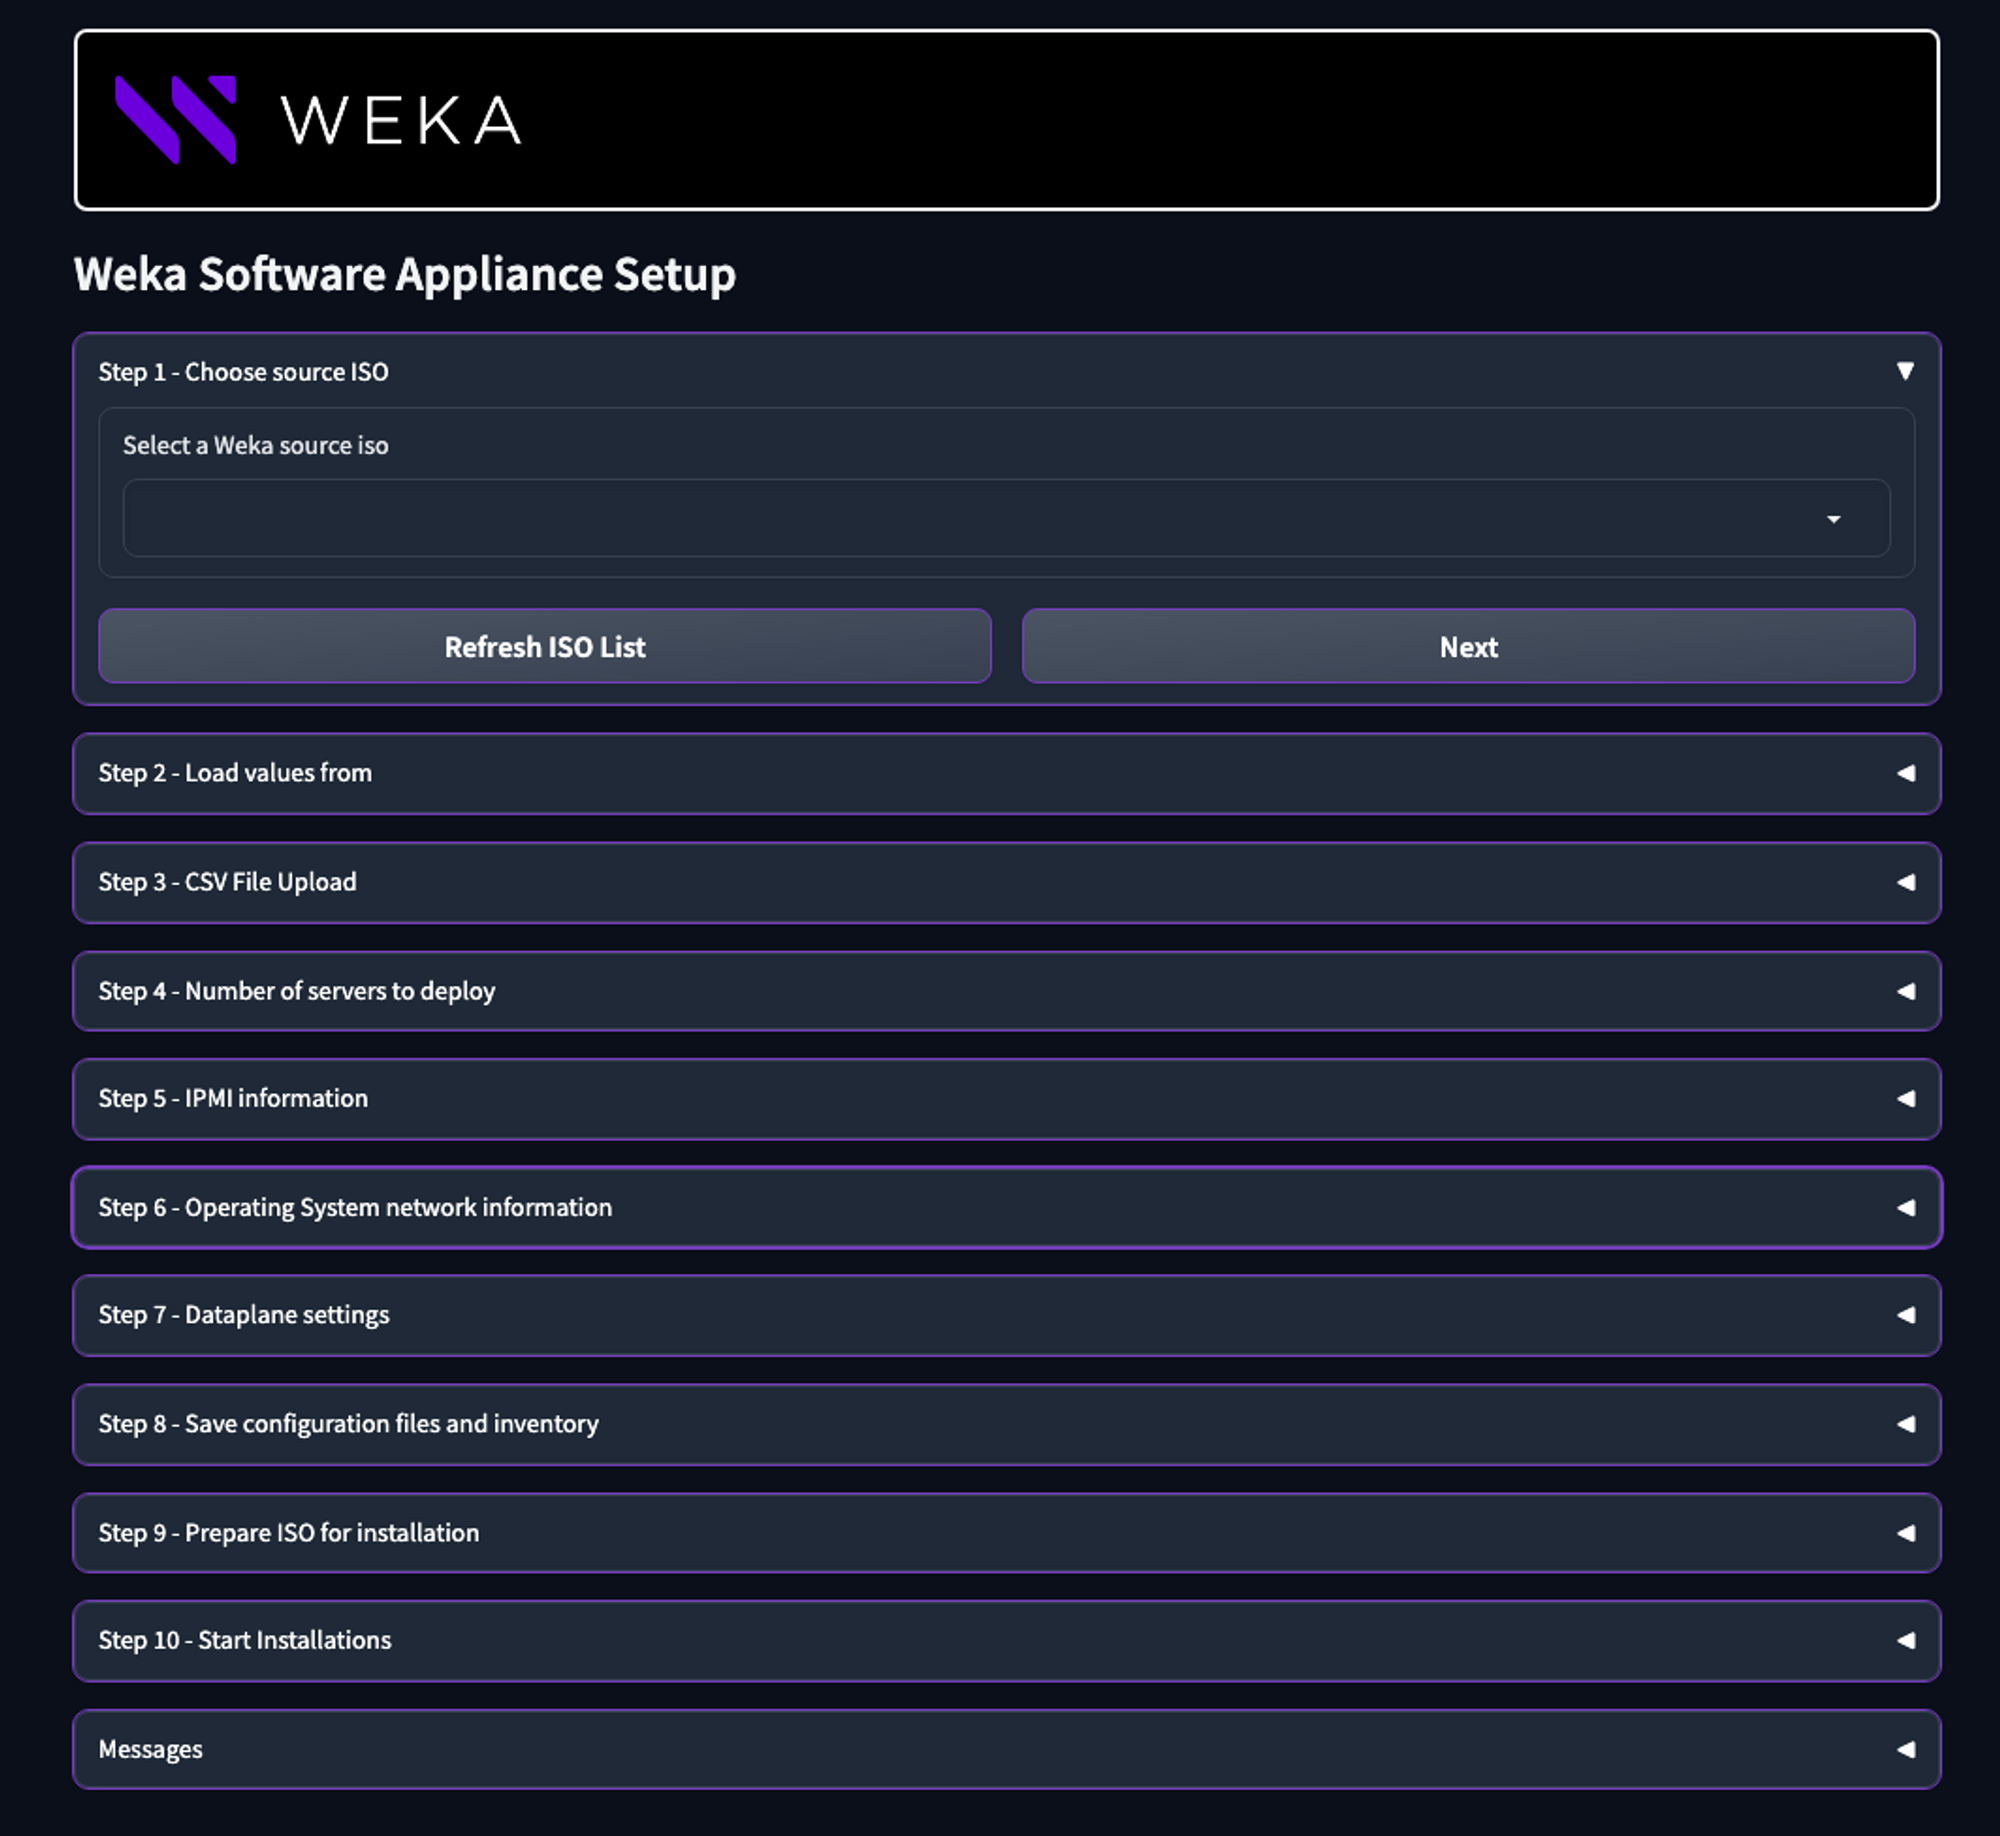 WEKA
Weka Software Appliance Setup
Step 1 - Choose source ISO
Select a Weka source iso
Refresh ISO List
Next
Step 2 - Load values from
Step 3 - CSV File Upload
Step 4 - Number of servers to deploy
Step 5 - IPMI information
Step 6 - Operating System network information
Step 7 - Dataplane settings
Step 8 - Save configuration files and inventory
Step 9 - Prepare ISO for installation
Step 10 - Start Installations
Messages